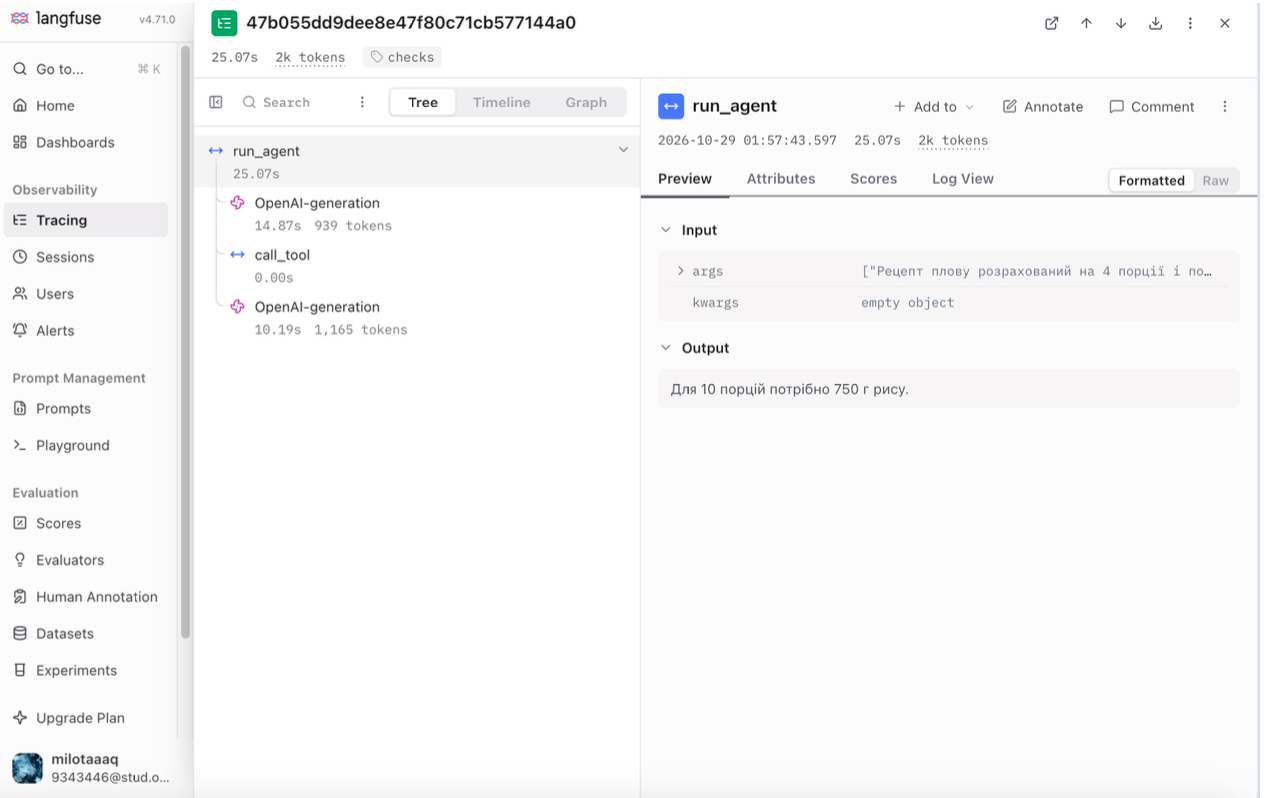 langfuse v4.71.0
Go to... ⌘ K
Home
Dashboards
Observability
Tracing
Sessions
Users
Alerts
Prompt Management
Prompts
Playground
Evaluation
Scores
Evaluators
Human Annotation
Datasets
Experiments
Upgrade Plan
milotaaaq
9343446@stud.o...
47b055dd9dee8e47f80c71cb577144a0
25.07s 2k tokens checks
Search Tree Timeline Graph
run_agent
25.07s
OpenAI-generation
14.87s 939 tokens
call_tool
0.00s
OpenAI-generation
10.19s 1,165 tokens
run_agent Add to Annotate Comment
2026-10-29 01:57:43.597 25.07s 2k tokens
Preview Attributes Scores Log View Formatted Raw
Input
args ["Рецепт плову розрахований на 4 порції і по…
kwargs empty object
Output
Для 10 порцій потрібно 750 г рису.